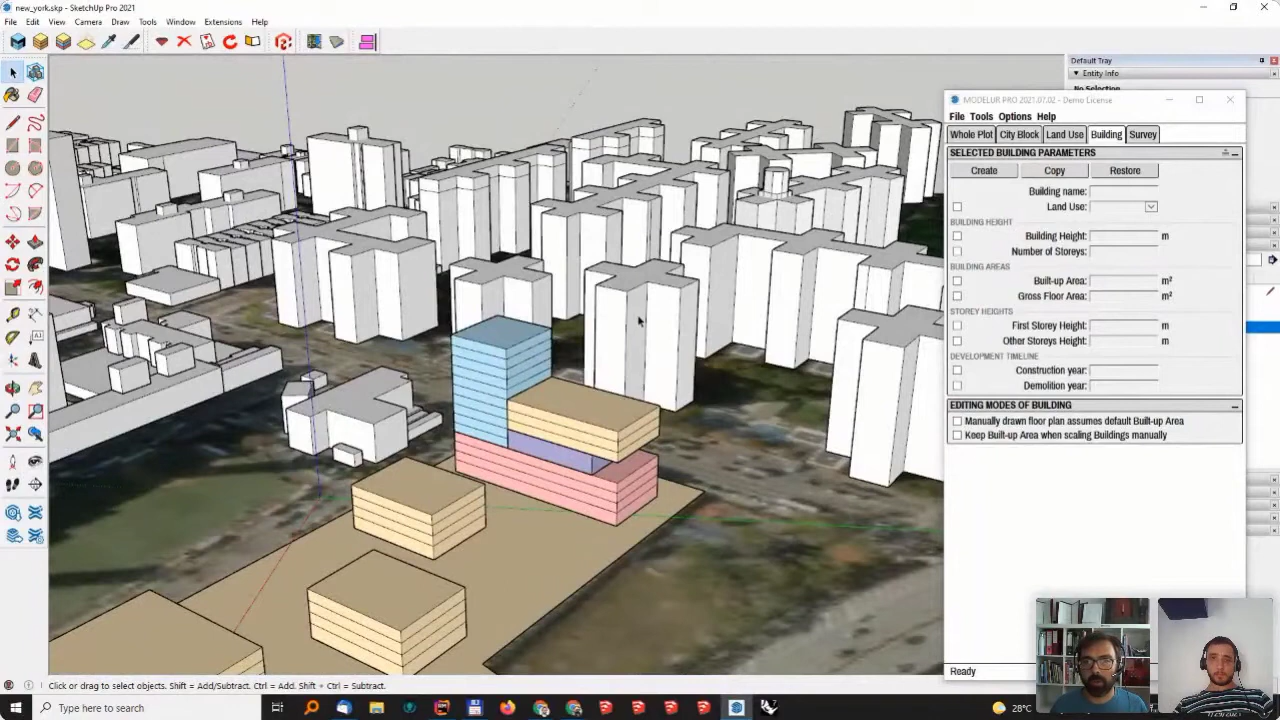 new_york.skp - SketchUp Pro 2021
File Edit View Camera Draw Tools Window Extensions Help
Default Tray
Entity Info
MODELUR PRO 2021.07.02 - Demo License
File Tools Options Help
Whole Plot City Block Land Use Building Survey
SELECTED BUILDING PARAMETERS
Create Copy Restore
Building name:
Land Use:
BUILDING HEIGHT
Building Height: m
Number of Storeys:
BUILDING AREAS
Built-up Area: m²
Gross Floor Area: m²
STOREY HEIGHTS
First Storey Height: m
Other Storeys Height: m
DEVELOPMENT TIMELINE
Construction year:
Demolition year:
EDITING MODES OF BUILDING
Manually drawn floor plan assumes default Built-up Area
Keep Built-up Area when scaling Buildings manually
Ready
Click or drag to select objects. Shift = Add/Subtract. Ctrl = Add. Shift + Ctrl = Subtract.
Type here to search
28°C